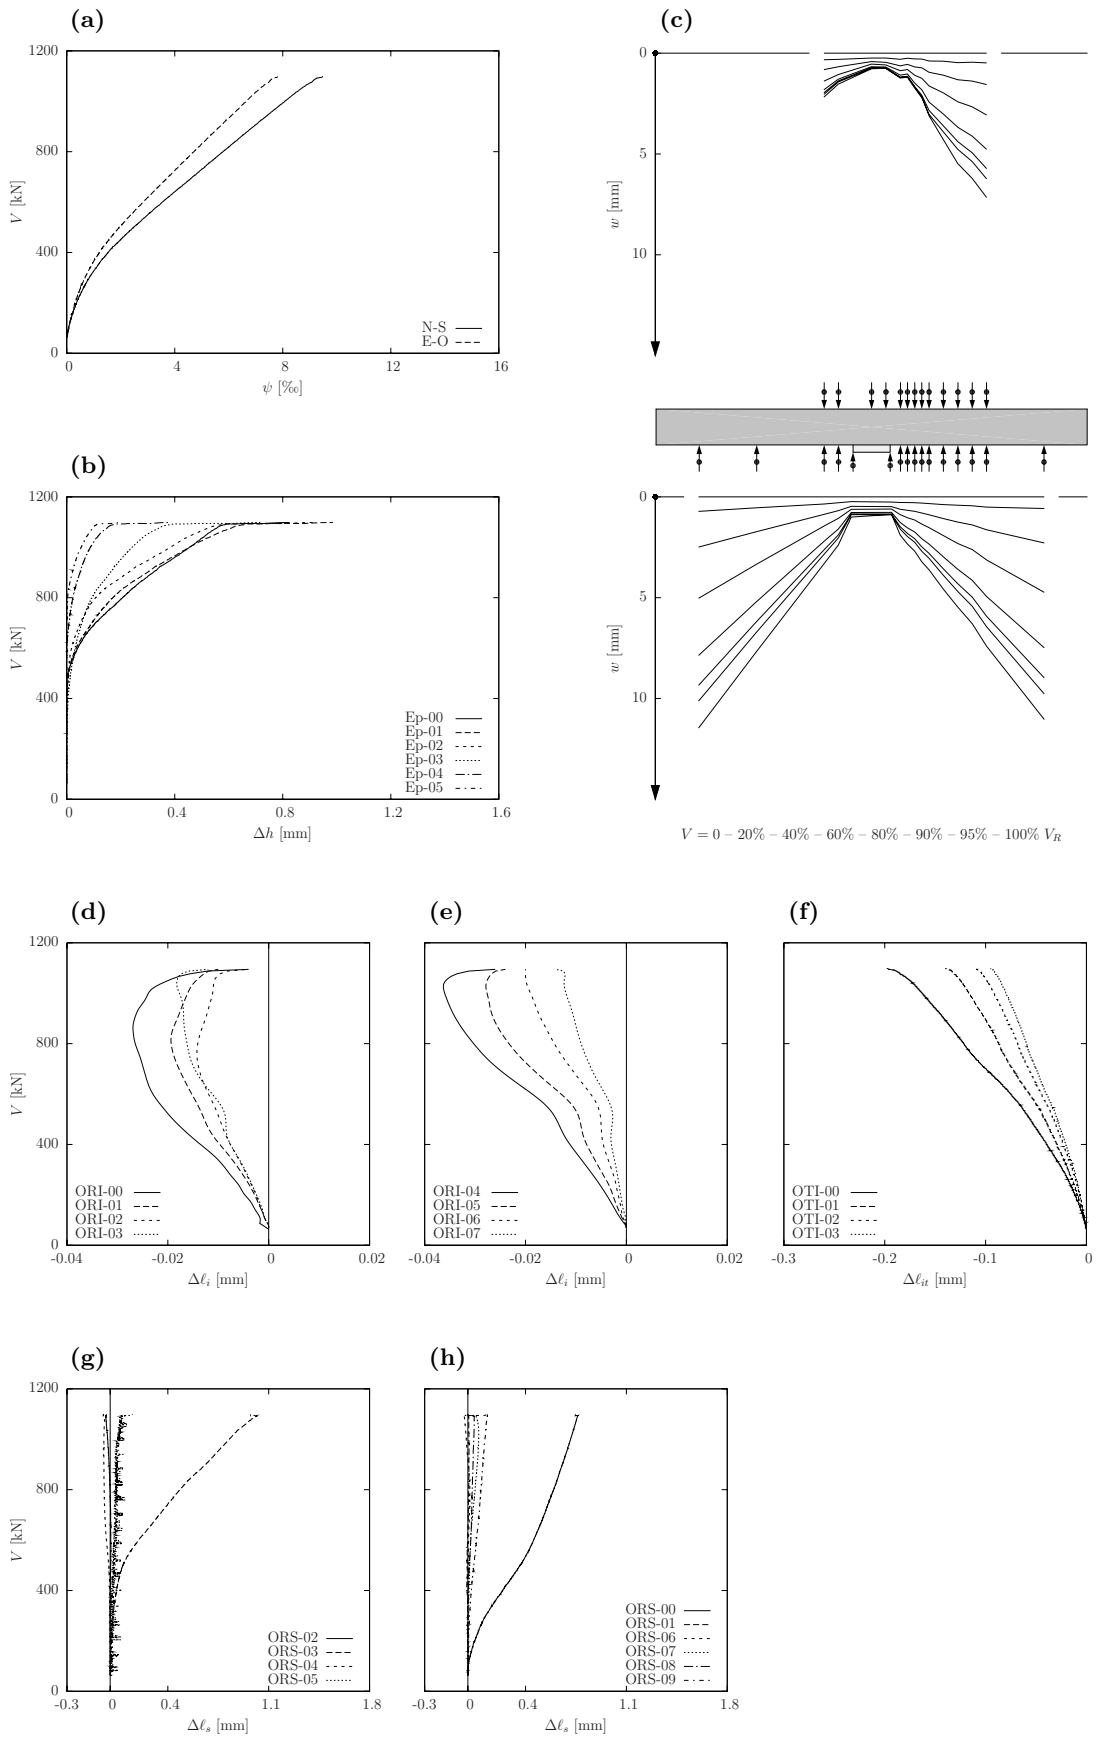 (a)
1200
800
400
0
V [kN]
N-S
E-O
0 4 8 12 16
ψ [‰]
(b)
1200
800
400
0
V [kN]
Ep-00
Ep-01
Ep-02
Ep-03
Ep-04
Ep-05
0 0.4 0.8 1.2 1.6
Δh [mm]
(c)
0
5
10
w [mm]
0
5
10
w [mm]
V = 0 – 20% – 40% – 60% – 80% – 90% – 95% – 100% V_R
(d)
1200
800
400
0
V [kN]
ORI-00
ORI-01
ORI-02
ORI-03
-0.04 -0.02 0 0.02
Δℓ_i [mm]
(e)
ORI-04
ORI-05
ORI-06
ORI-07
-0.04 -0.02 0 0.02
Δℓ_i [mm]
(f)
OTI-00
OTI-01
OTI-02
OTI-03
-0.3 -0.2 -0.1 0
Δℓ_it [mm]
(g)
1200
800
400
0
V [kN]
ORS-02
ORS-03
ORS-04
ORS-05
-0.3 0 0.4 1.1 1.8
Δℓ_s [mm]
(h)
ORS-00
ORS-01
ORS-06
ORS-07
ORS-08
ORS-09
-0.3 0 0.4 1.1 1.8
Δℓ_s [mm]